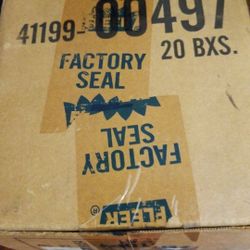 41199-00497
20 BXS.
FACTORY
SEAL
FACTORY
SEAL
FLEER®